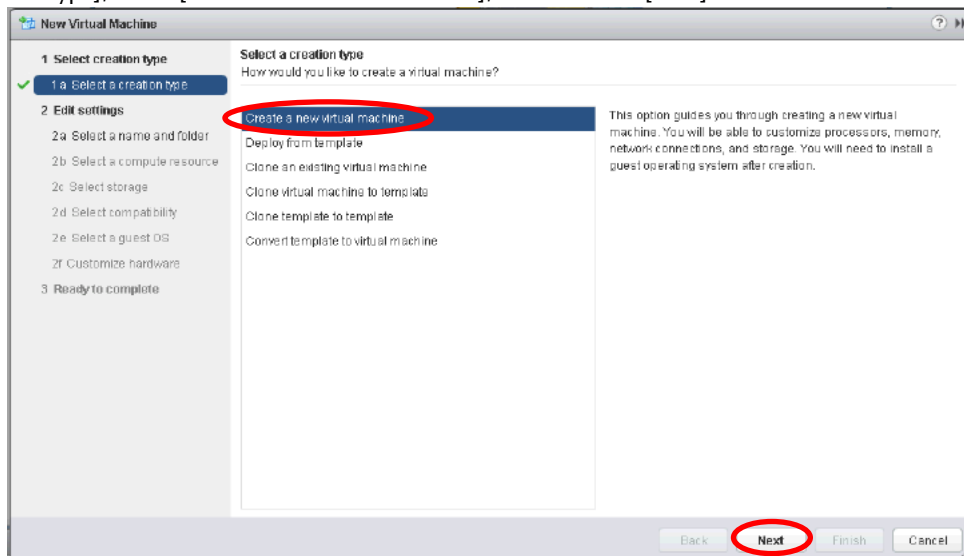 New Virtual Machine
1 Select creation type
1a Select a creation type
2 Edit settings
2a Select a name and folder
2b Select a compute resource
2c Select storage
2d Select compatibility
2e Select a guest OS
2f Customize hardware
3 Ready to complete
Select a creation type
How would you like to create a virtual machine?
Create a new virtual machine
Deploy from template
Clone an existing virtual machine
Clone virtual machine to template
Clone template to template
Convert template to virtual machine
This option guides you through creating a new virtual
machine. You will be able to customize processors, memory,
network connections, and storage. You will need to install a
guest operating system after creation.
Back Next Finish Cancel